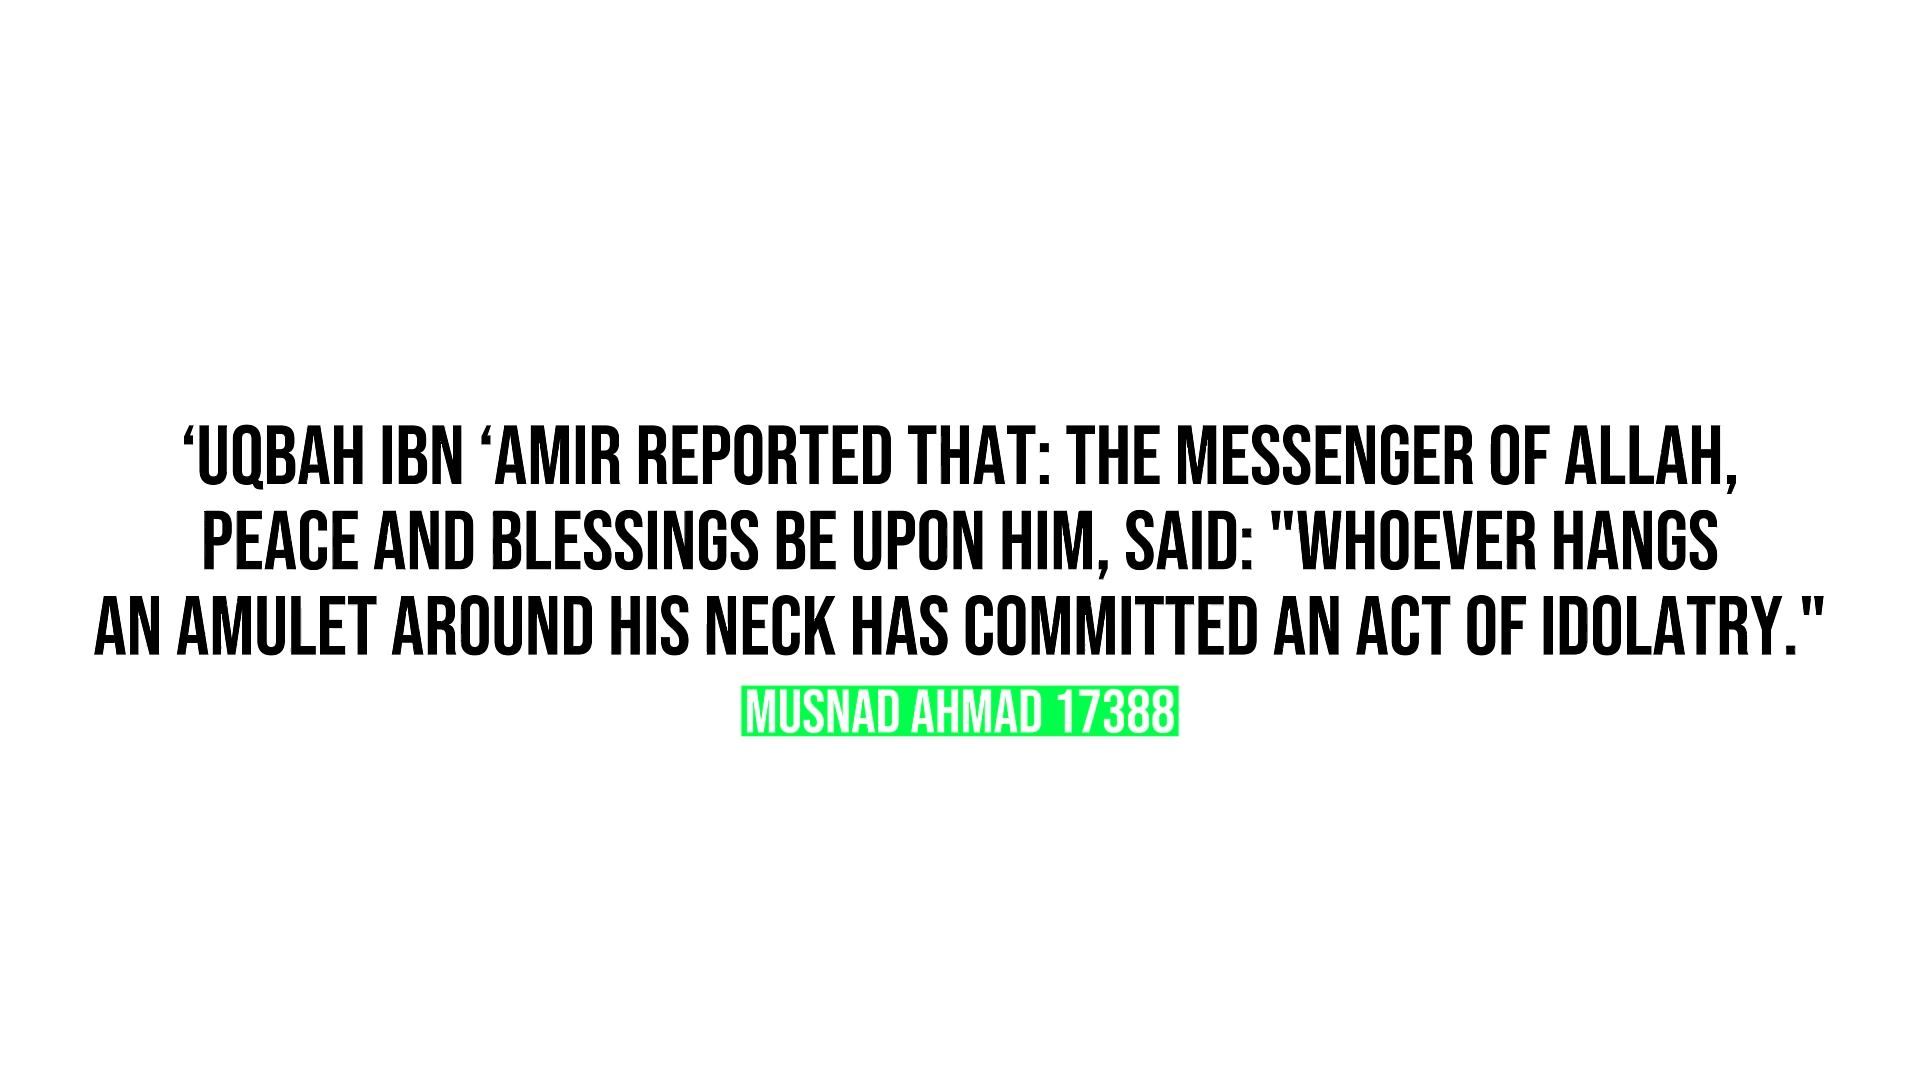 ‘UQBAH IBN ‘AMIR REPORTED THAT: THE MESSENGER OF ALLAH,
PEACE AND BLESSINGS BE UPON HIM, SAID: "WHOEVER HANGS
AN AMULET AROUND HIS NECK HAS COMMITTED AN ACT OF IDOLATRY."
MUSNAD AHMAD 17388